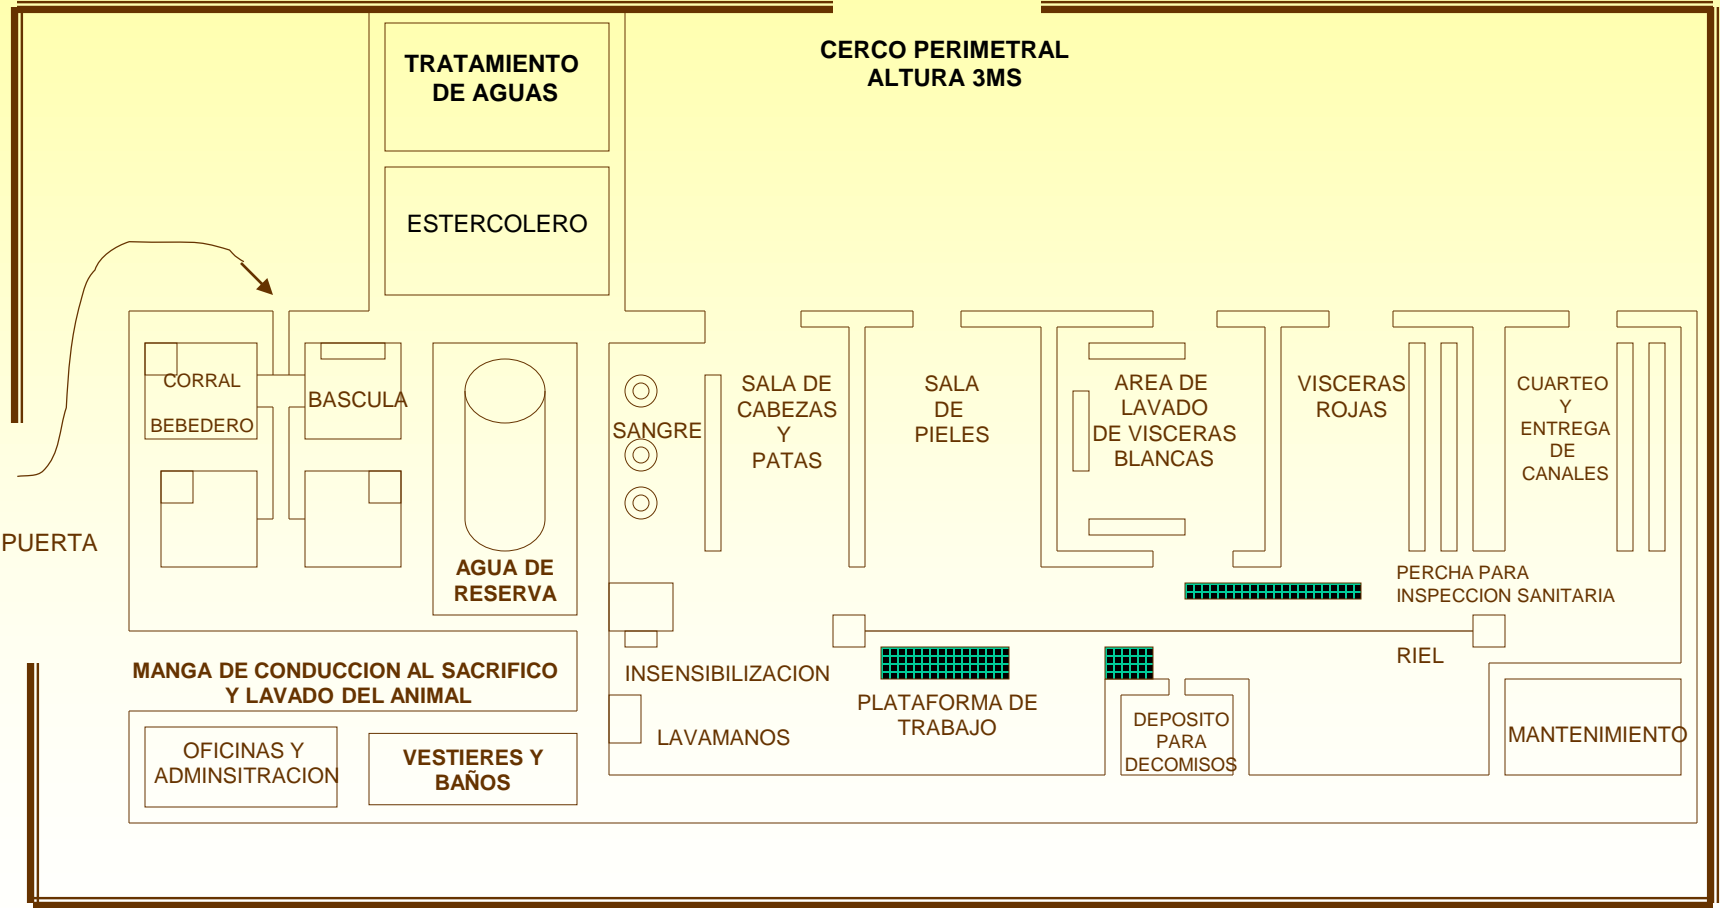 TRATAMIENTO
DE AGUAS
CERCO PERIMETRAL
ALTURA 3MS
ESTERCOLERO
CORRAL
BEBEDERO
BASCULA
SANGRE
SALA DE
CABEZAS
Y
PATAS
SALA
DE
PIELES
AREA DE
LAVADO
DE VISCERAS
BLANCAS
VISCERAS
ROJAS
CUARTEO
Y
ENTREGA
DE
CANALES
PUERTA
AGUA DE
RESERVA
PERCHA PARA
INSPECCION SANITARIA
MANGA DE CONDUCCION AL SACRIFICO
Y LAVADO DEL ANIMAL
INSENSIBILIZACION
RIEL
PLATAFORMA DE
TRABAJO
LAVAMANOS
DEPOSITO
PARA
DECOMISOS
MANTENIMIENTO
OFICINAS Y
ADMINSITRACION
VESTIERES Y
BAÑOS